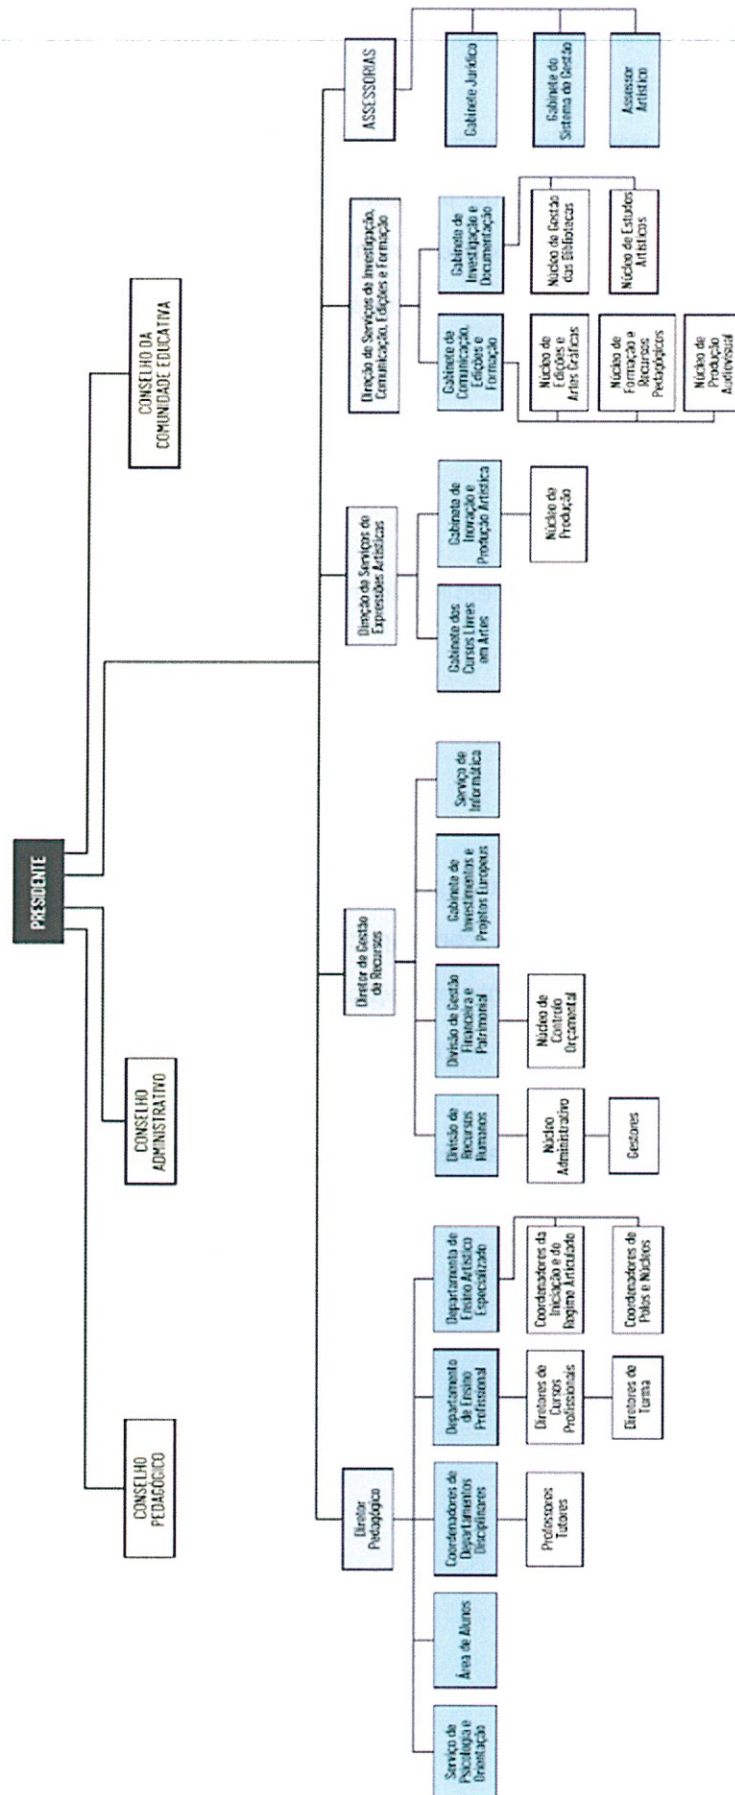 PRESIDENTE
CONSELHO
PEDAGÓGICO
CONSELHO
ADMINISTRATIVO
CONSELHO DA
COMUNIDADE EDUCATIVA
Diretor
Pedagógico
Serviço de
Psicologia e
Orientação
Área de Alunos
Coordenadores de
Departamentos
Disciplinares
Professores
Tutores
Departamento
de Ensino
Profissional
Diretores de
Cursos
Profissionais
Diretores de
Turma
Departamento de
Ensino Artístico
Especializado
Coordenadores da
Iniciação e do
Regime Articulado
Coordenadores de
Polos e Núcleos
Diretor de Gestão
de Recursos
Divisão de
Recursos
Humanos
Núcleo
Administrativo
Gestores
Divisão de Gestão
Financeira e
Patrimonial
Núcleo de
Controlo
Orçamental
Gabinete de
Investimentos e
Projetos Europeus
Serviço de
Informática
Direção de Serviços de
Expressões Artísticas
Gabinete dos
Cursos Livres
em Artes
Gabinete de
Inovação e
Produção Artística
Núcleo de
Produção
Direção de Serviços de Investigação,
Comunicação, Edições e Formação
Gabinete de
Comunicação,
Edições e
Formação
Núcleo de
Edições e
Artes Gráficas
Núcleo de
Formação e
Recursos
Pedagógicos
Núcleo de
Produção
Audiovisual
Gabinete de
Investigação e
Documentação
Núcleo de Gestão
das Bibliotecas
Núcleo de Estudos
Artísticos
ASSESSORIAS
Gabinete Jurídico
Gabinete do
Sistema de Gestão
Assessor
Artístico